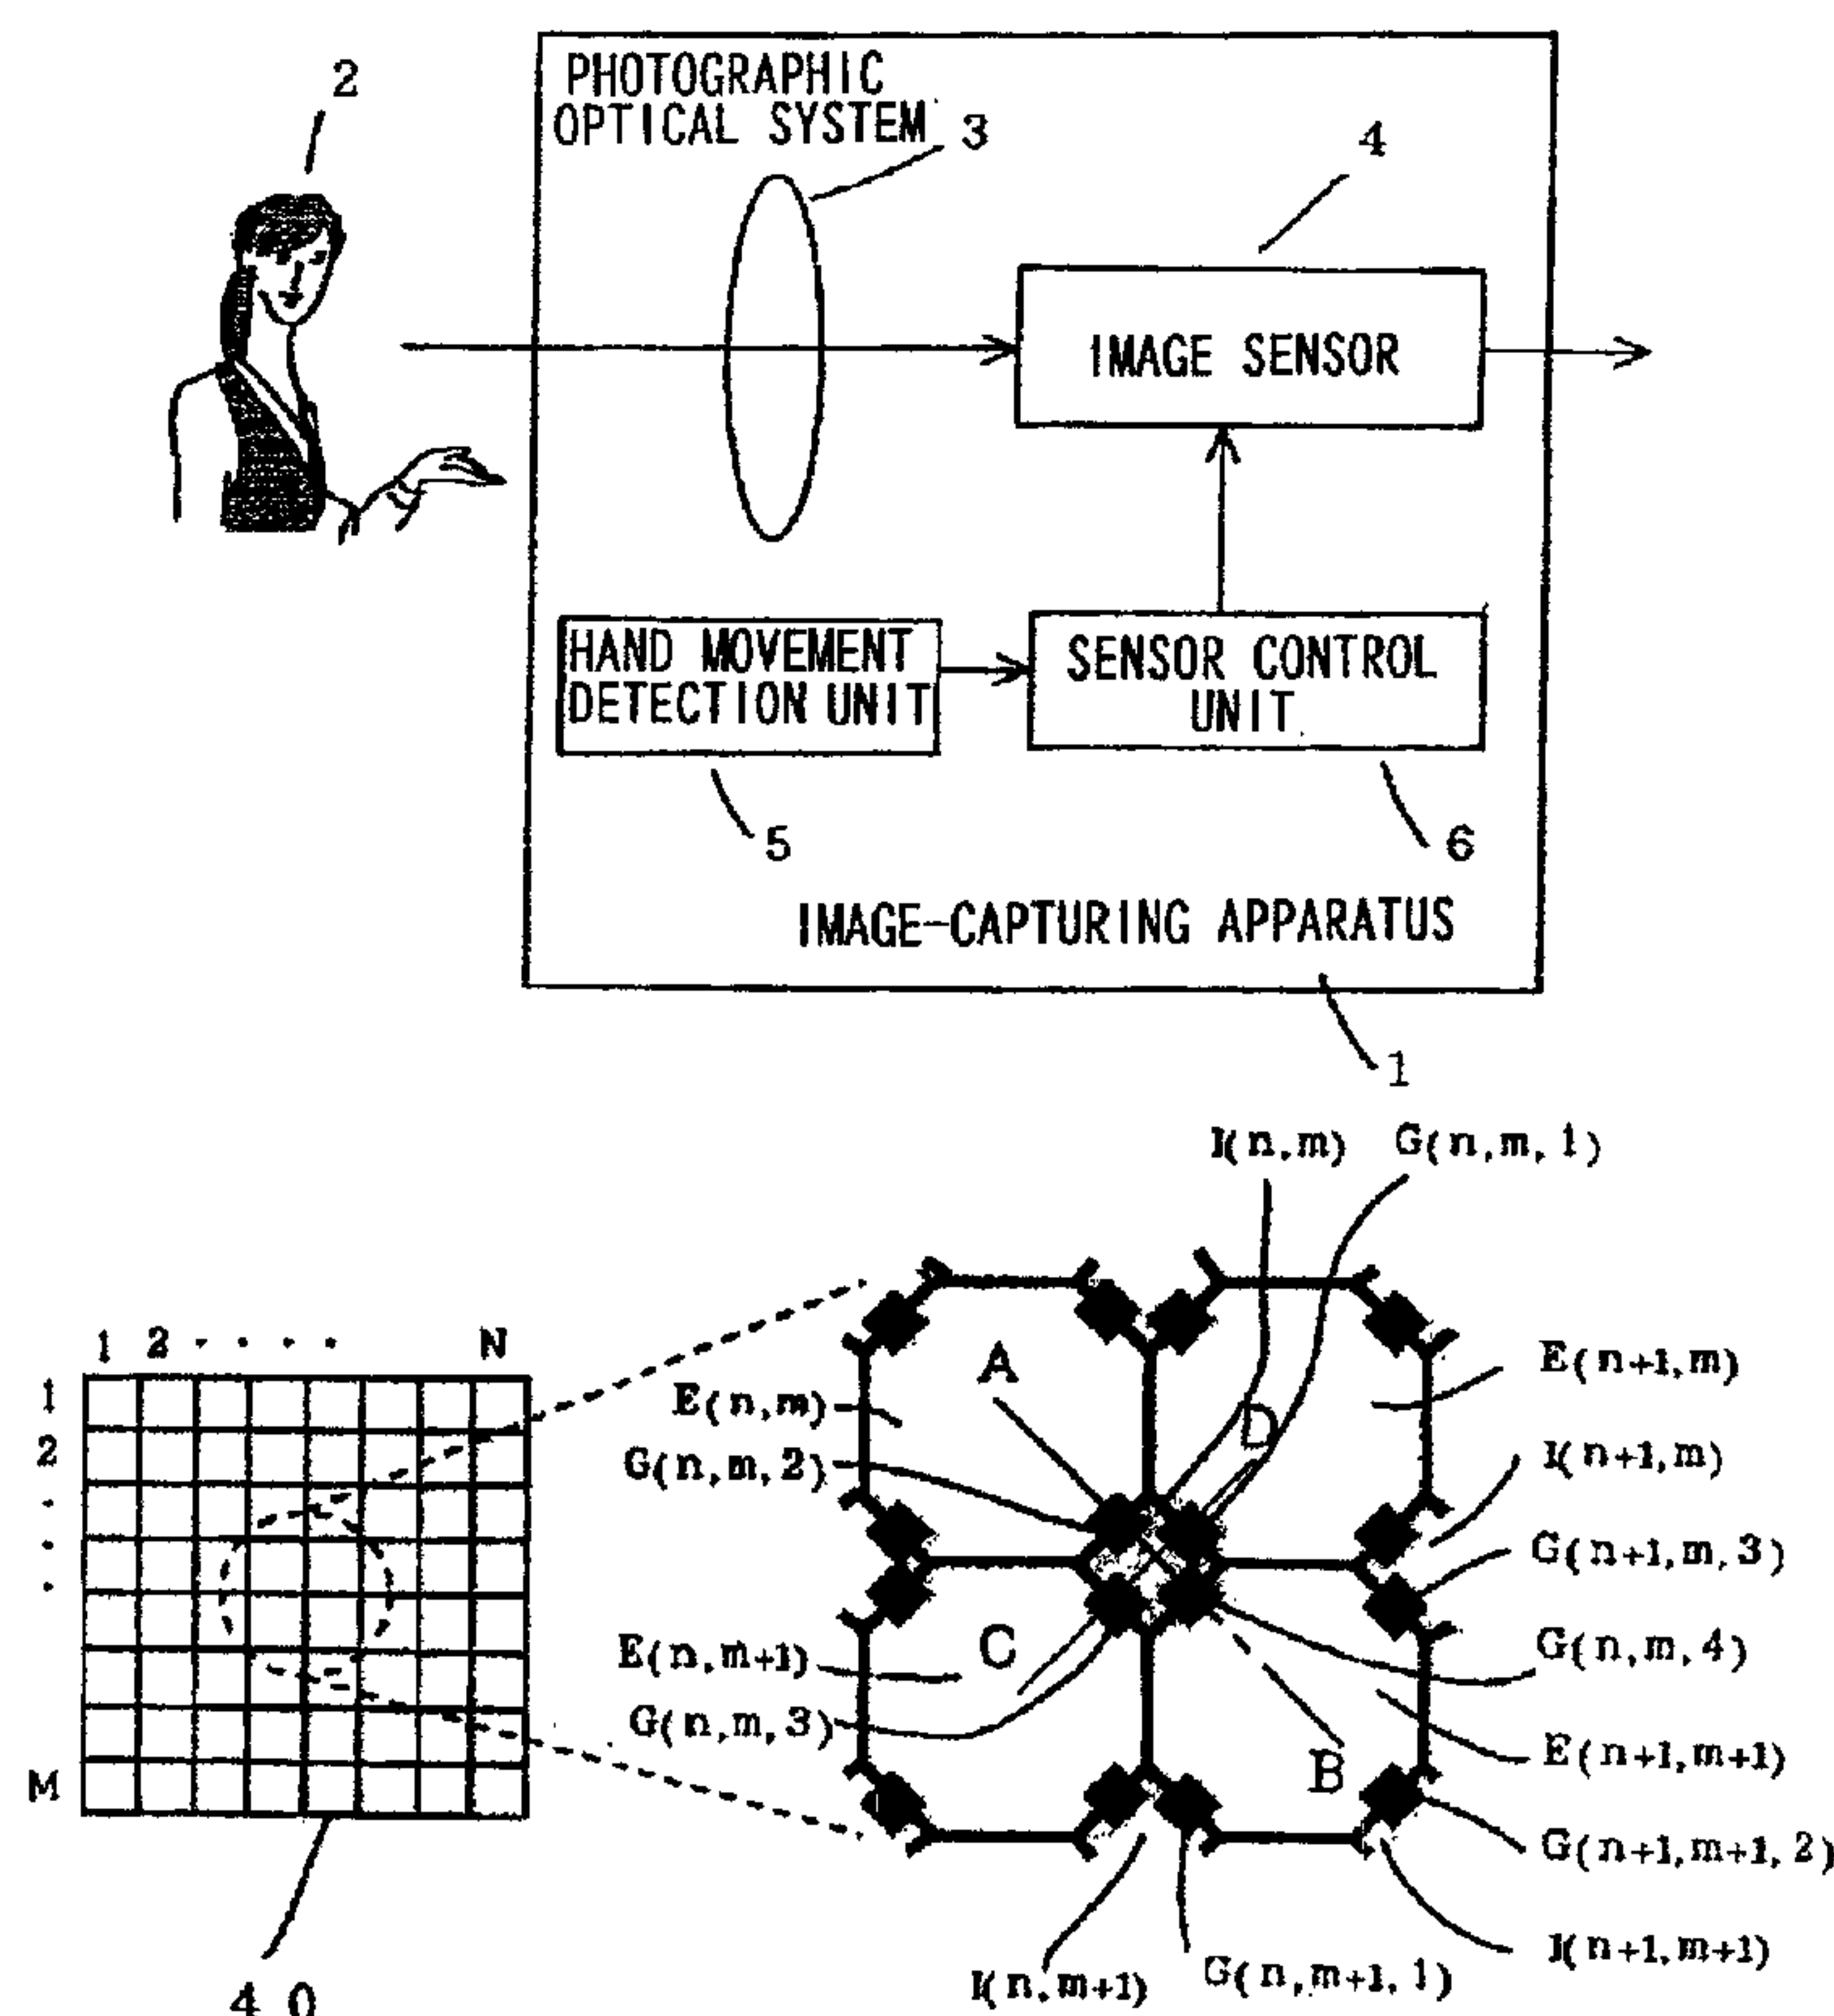 2
PHOTOGRAPHIC
OPTICAL SYSTEM
3
4
IMAGE SENSOR
HAND MOVEMENT
DETECTION UNIT
SENSOR CONTROL
UNIT
5
6
IMAGE-CAPTURING APPARATUS
1
I(n,m) G(n,m,1)
1 2 · · · · N
1
2
·
·
·
M
40
A
D
C
B
E(n,m)
G(n,m,2)
E(n,m+1)
G(n,m,3)
E(n+1,m)
I(n+1,m)
G(n+1,m,3)
G(n,m,4)
E(n+1,m+1)
G(n+1,m+1,2)
I(n+1,m+1)
I(n,m+1) G(n,m+1,1)